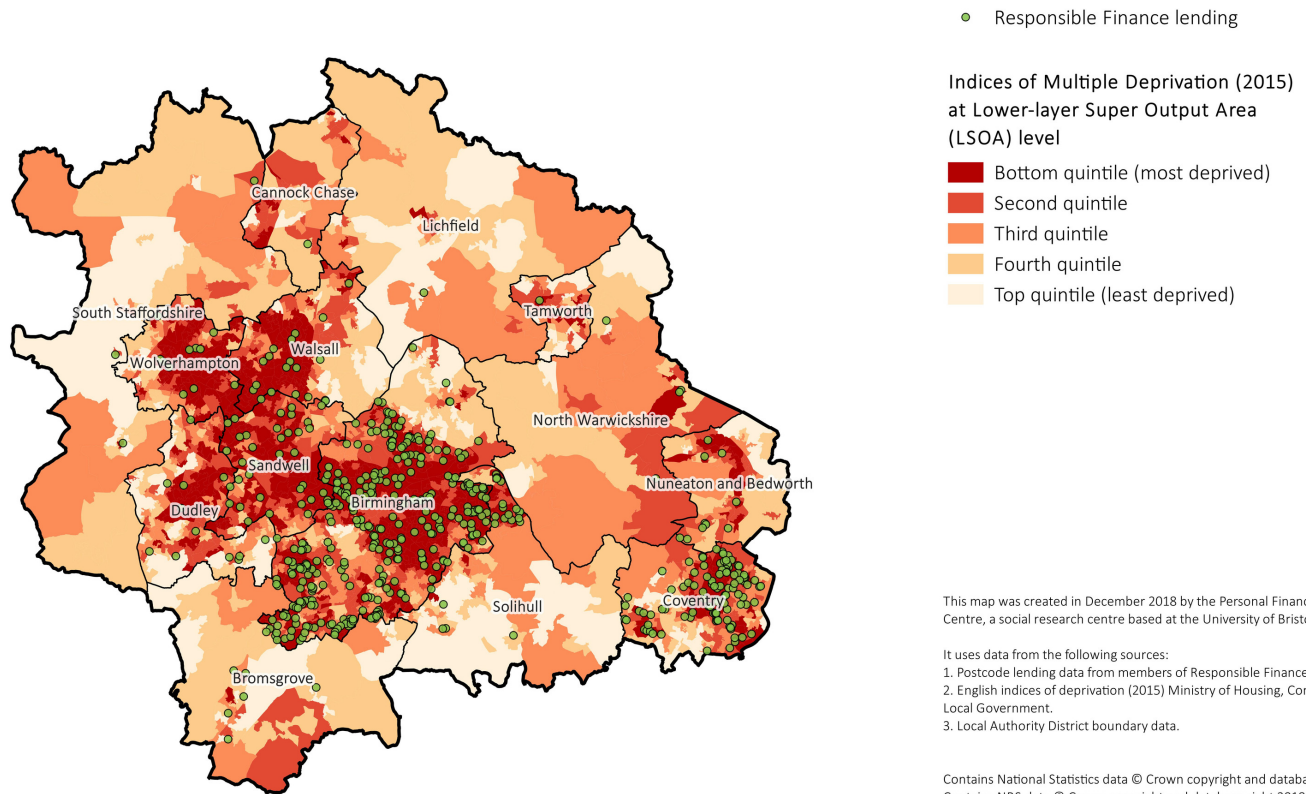 Responsible Finance lending
Indices of Multiple Deprivation (2015)
at Lower-layer Super Output Area
(LSOA) level
Bottom quintile (most deprived)
Second quintile
Third quintile
Fourth quintile
Top quintile (least deprived)
Cannock Chase
Lichfield
South Staffordshire
Tamworth
Walsall
Wolverhampton
North Warwickshire
Sandwell
Nuneaton and Bedworth
Birmingham
Dudley
Coventry
Solihull
Bromsgrove
This map was created in December 2018 by the Personal Financ
Centre, a social research centre based at the University of Bristo
It uses data from the following sources:
1. Postcode lending data from members of Responsible Finance
2. English indices of deprivation (2015) Ministry of Housing, Con
Local Government.
3. Local Authority District boundary data.
Contains National Statistics data © Crown copyright and databa